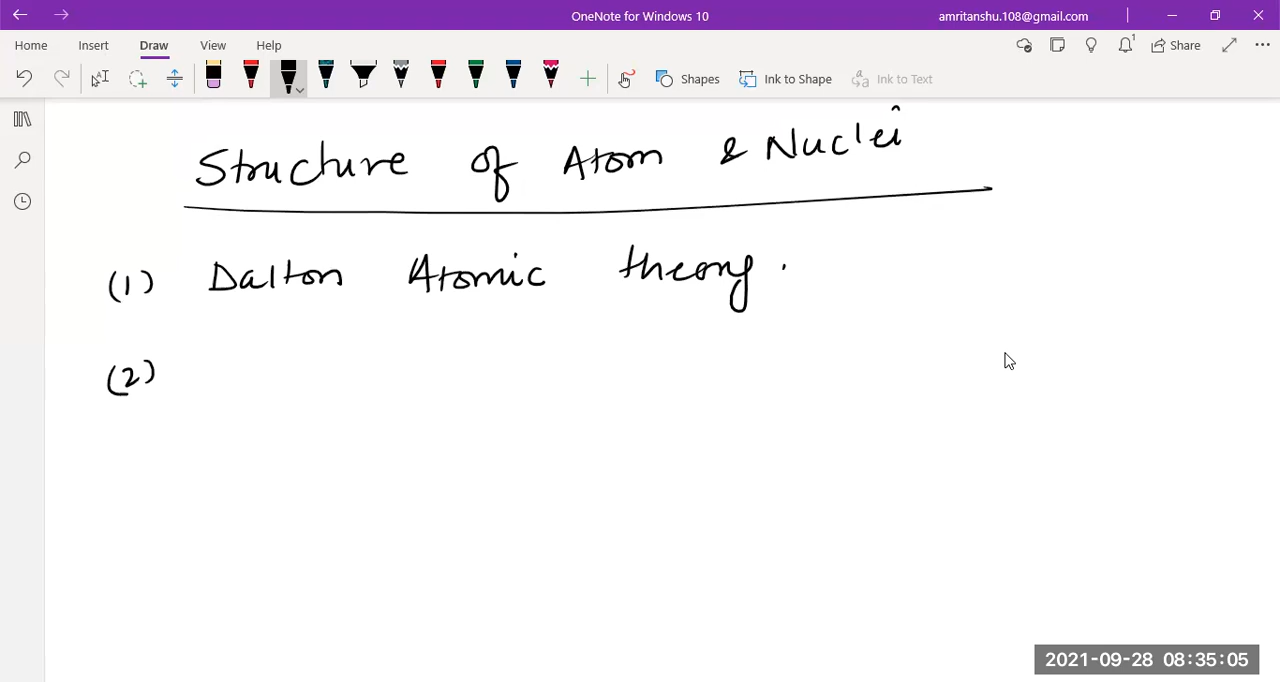 OneNote for Windows 10
amritanshu.108@gmail.com
Home Insert Draw View Help
1 Share
Shapes Ink to Shape Ink to Text
Structure of Atom & Nuclei
(1) Dalton Atomic theory.
(2)
2021-09-28 08:35:05